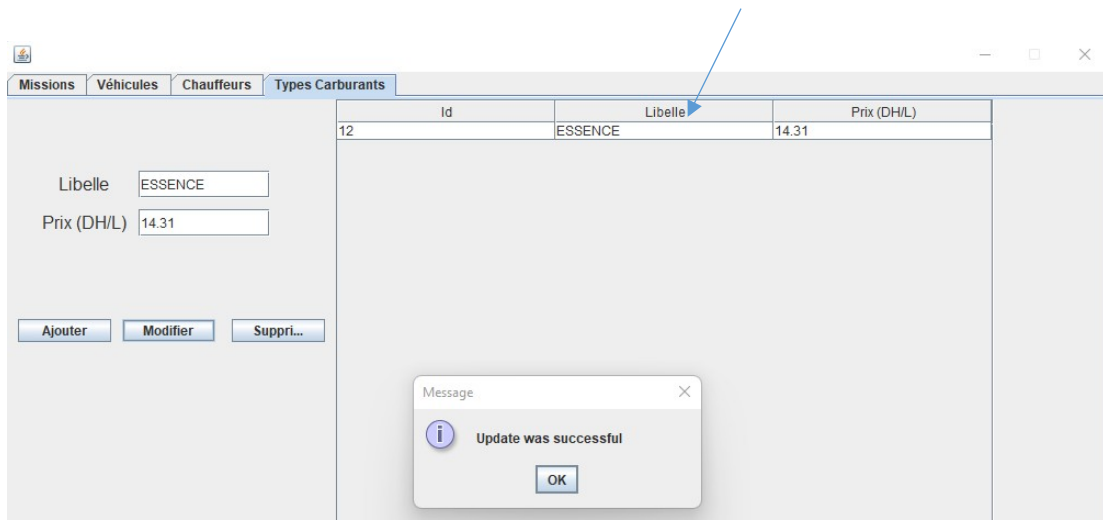 Missions Véhicules Chauffeurs Types Carburants
Id Libelle Prix (DH/L)
12 ESSENCE 14.31
Libelle ESSENCE
Prix (DH/L) 14.31
Ajouter Modifier Suppri...
Message
i Update was successful
OK